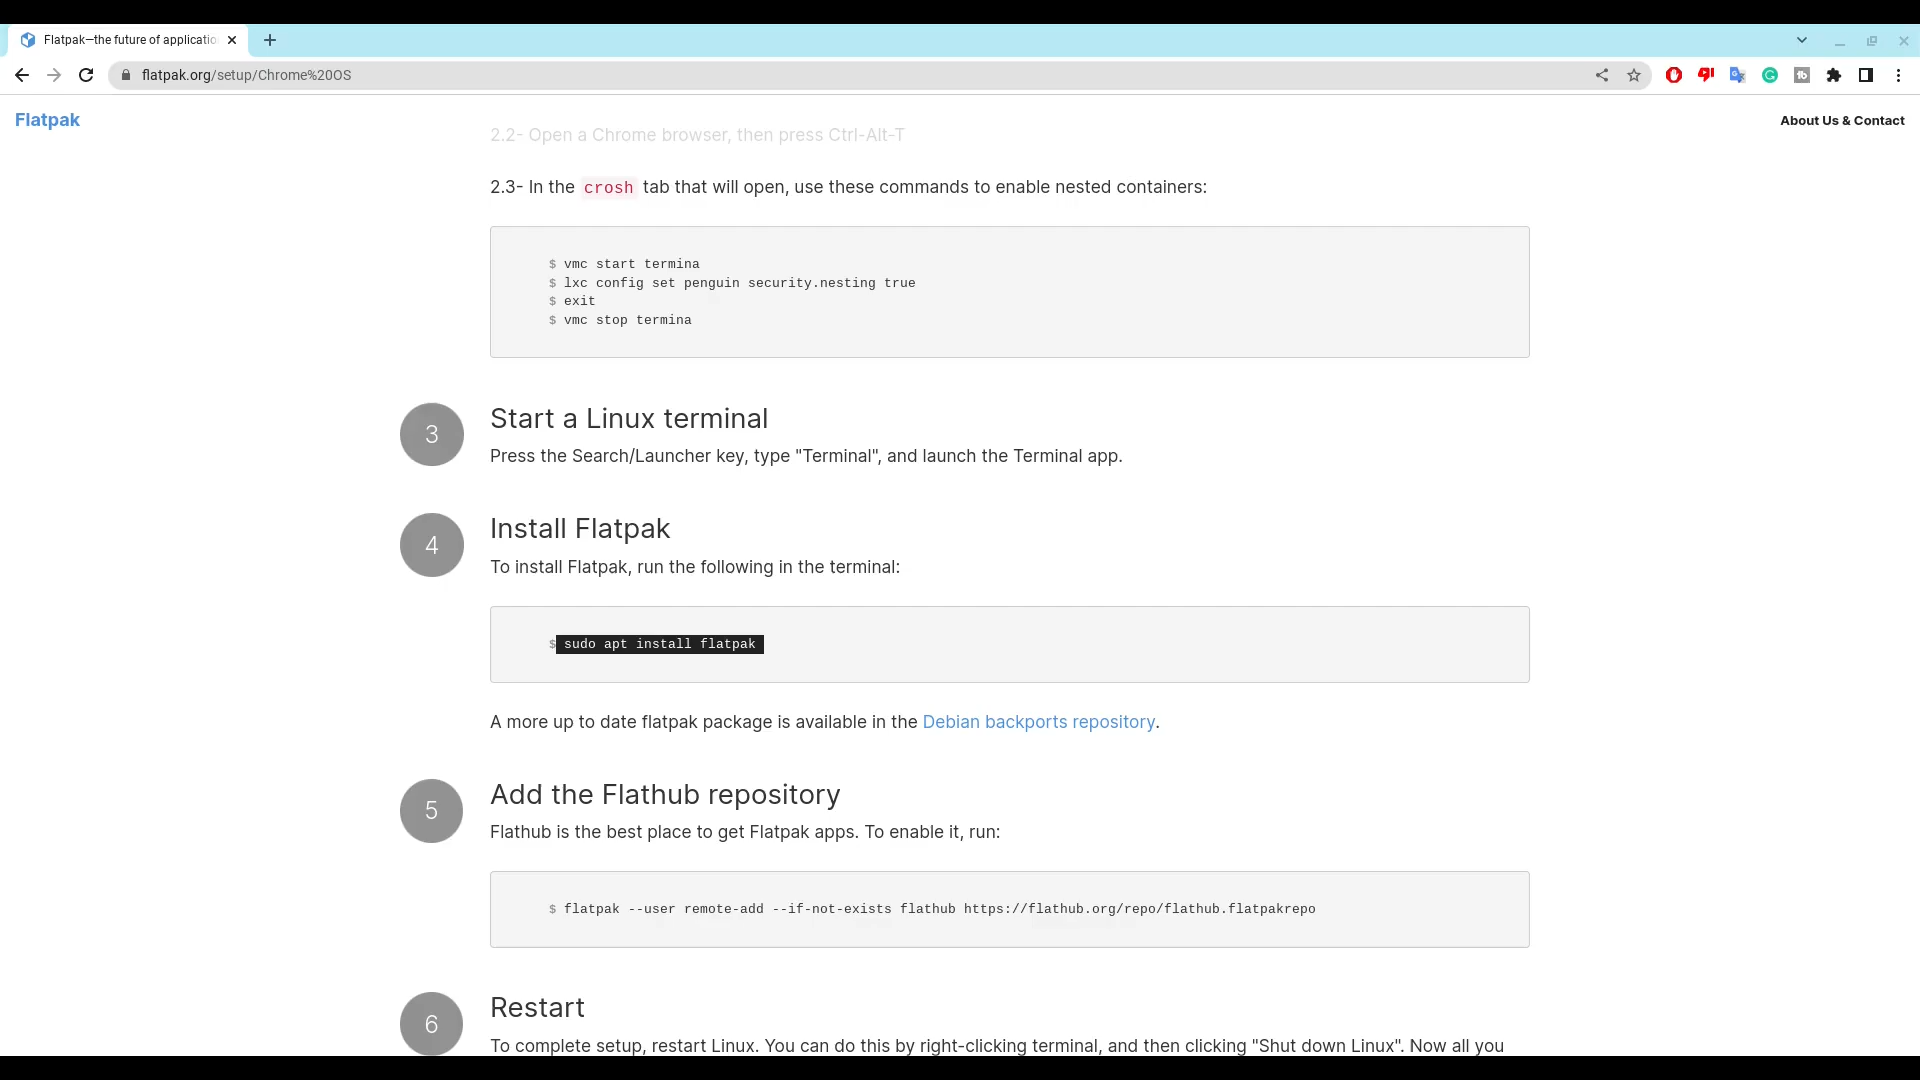 Flatpak—the future of applicatio
flatpak.org/setup/Chrome%20OS
Flatpak
About Us & Contact
2.2- Open a Chrome browser, then press Ctrl-Alt-T
2.3- In the crosh tab that will open, use these commands to enable nested containers:
$ vmc start termina
$ lxc config set penguin security.nesting true
$ exit
$ vmc stop termina
3
Start a Linux terminal
Press the Search/Launcher key, type "Terminal", and launch the Terminal app.
4
Install Flatpak
To install Flatpak, run the following in the terminal:
$ sudo apt install flatpak
A more up to date flatpak package is available in the Debian backports repository.
5
Add the Flathub repository
Flathub is the best place to get Flatpak apps. To enable it, run:
$ flatpak --user remote-add --if-not-exists flathub https://flathub.org/repo/flathub.flatpakrepo
6
Restart
To complete setup, restart Linux. You can do this by right-clicking terminal, and then clicking "Shut down Linux". Now all you